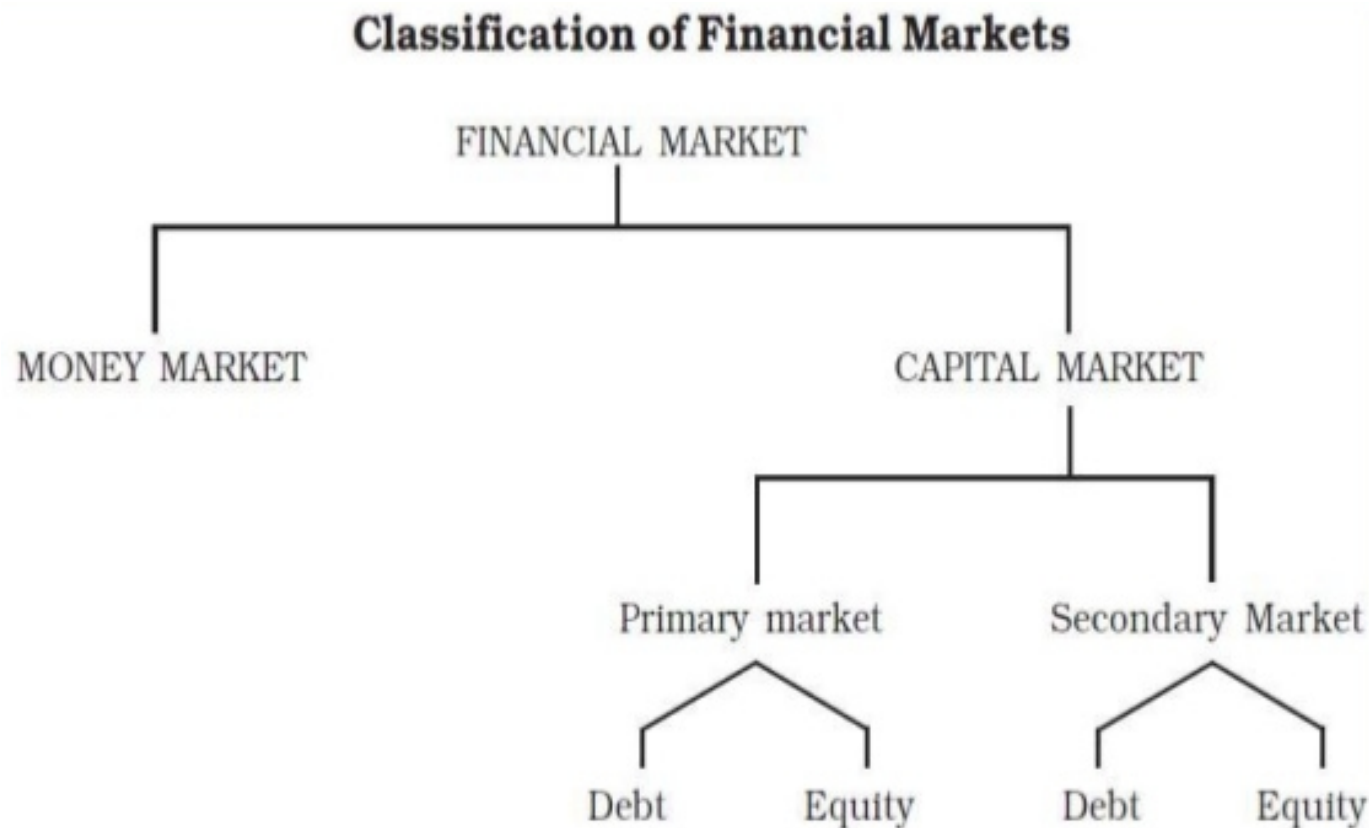 Classification of Financial Markets
FINANCIAL MARKET
MONEY MARKET CAPITAL MARKET
Primary market Secondary Market
Debt Equity Debt Equity